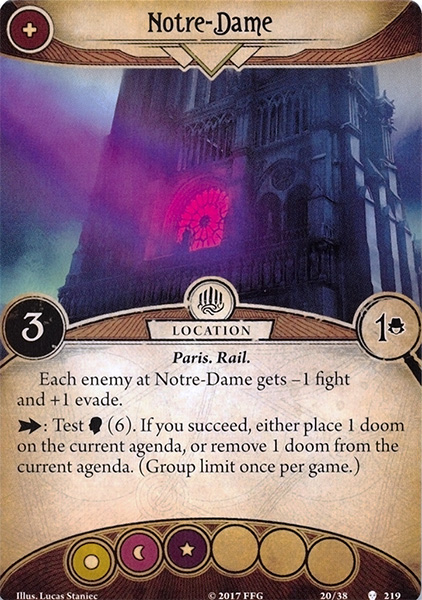 Notre-Dame
3
LOCATION
1
Paris. Rail.
Each enemy at Notre-Dame gets –1 fight
and +1 evade.
: Test (6). If you succeed, either place 1 doom
on the current agenda, or remove 1 doom from the
current agenda. (Group limit once per game.)
Illus. Lucas Staniec
© 2017 FFG
20/38
219